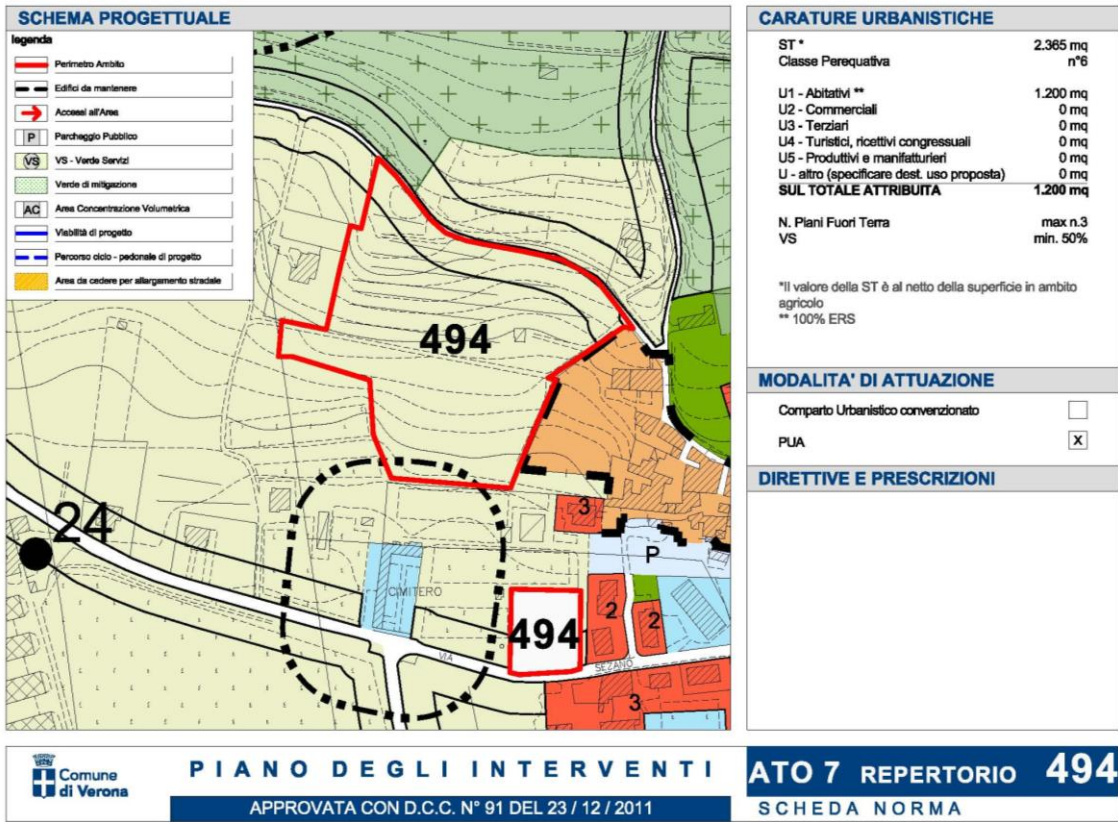 SCHEMA PROGETTUALE
legenda
Perimetro Ambito
Edifici da mantenere
Accessi all'Area
P Parcheggio Pubblico
VS VS - Verde Servizi
Verde di mitigazione
AC Area Concentrazione Volumetrica
Viabilità di progetto
Percorso ciclo - pedonale di progetto
Area da cedere per allargamento stradale
494
24
3
P
CIMITERO
494
2
2
VIA
SEZANO
3
CARATURE URBANISTICHE
ST * 2.365 mq
Classe Perequativa n°6
U1 - Abitativi ** 1.200 mq
U2 - Commerciali 0 mq
U3 - Terziari 0 mq
U4 - Turistici, ricettivi congressuali 0 mq
U5 - Produttivi e manifatturieri 0 mq
U - altro (specificare dest. uso proposta) 0 mq
SUL TOTALE ATTRIBUITA 1.200 mq
N. Piani Fuori Terra max n.3
VS min. 50%
*Il valore della ST è al netto della superficie in ambito
agricolo
** 100% ERS
MODALITA' DI ATTUAZIONE
Comparto Urbanistico convenzionato
PUA X
DIRETTIVE E PRESCRIZIONI
Comune
di Verona
PIANO DEGLI INTERVENTI
APPROVATA CON D.C.C. N° 91 DEL 23 / 12 / 2011
ATO 7 REPERTORIO 494
SCHEDA NORMA